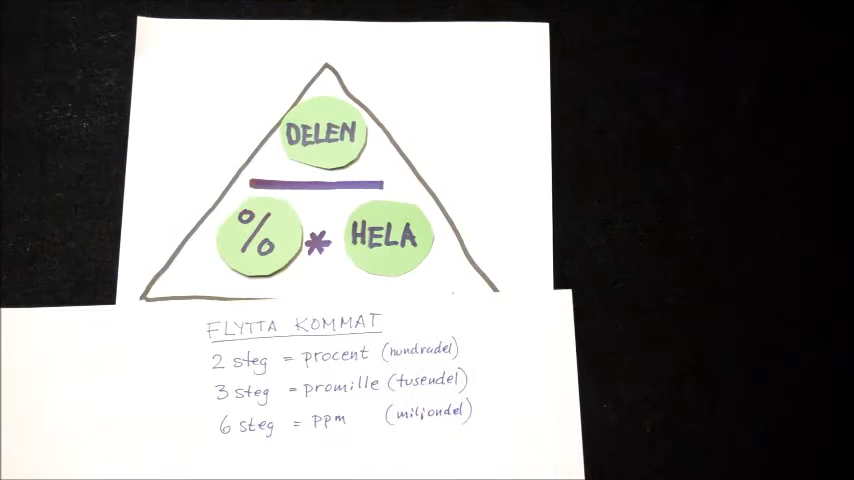 DELEN
% * HELA
FLYTTA KOMMAT
2 steg = procent (hundradel)
3 steg = promille (tusendel)
6 steg = ppm (miljondel)